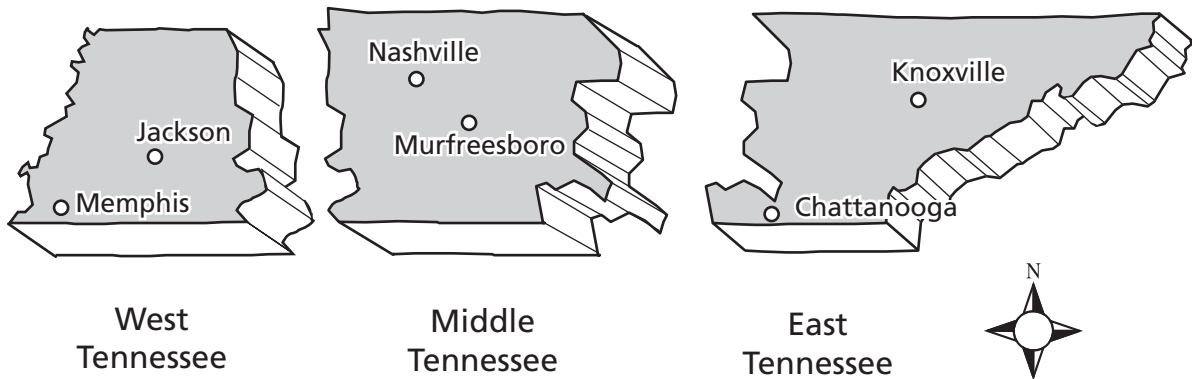 Nashville
Knoxville
Jackson
Murfreesboro
Memphis
Chattanooga
N
West
Tennessee
Middle
Tennessee
East
Tennessee